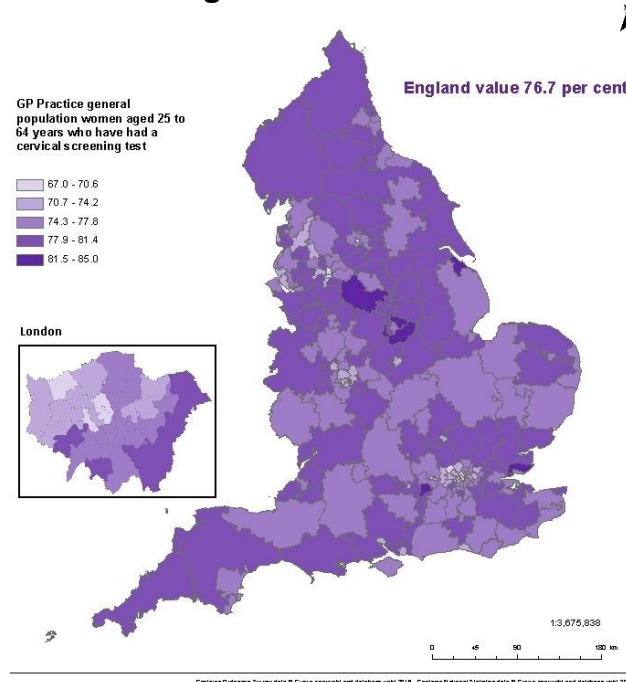 England value 76.7 per cent
GP Practice general
population women aged 25 to
64 years who have had a
cervical screening test
67.0 - 70.6
70.7 - 74.2
74.3 - 77.8
77.9 - 81.4
81.5 - 85.0
London
1:3,675,838
0 45 90 180 km